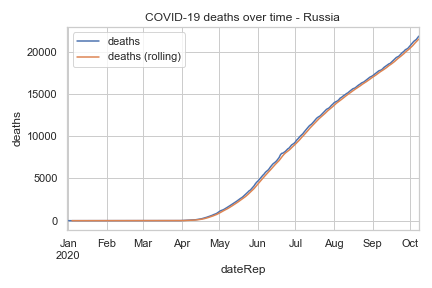 COVID-19 deaths over time - Russia
deaths
deaths (rolling)
20000
15000
10000
5000
0
deaths
Jan Feb Mar Apr May Jun Jul Aug Sep Oct
2020
dateRep